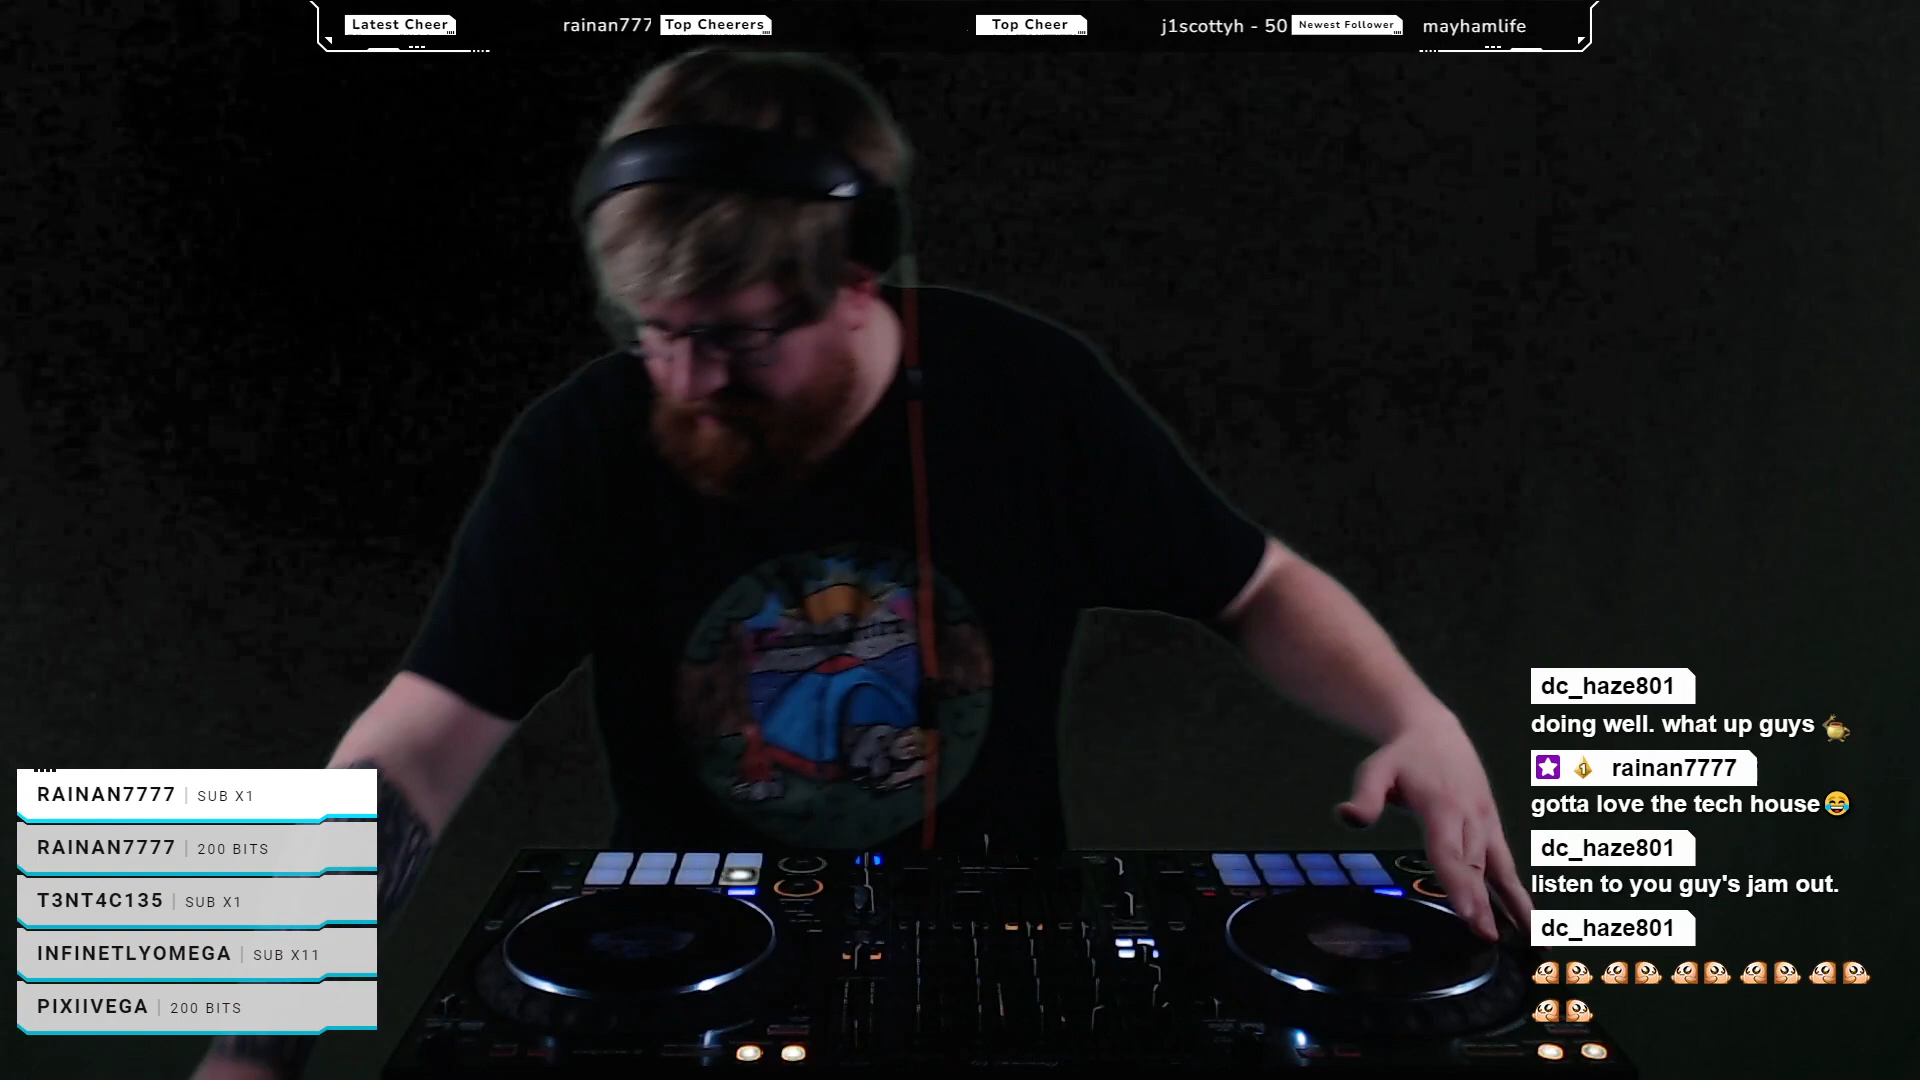 Latest Cheer
rainan777
Top Cheerers
Top Cheer
j1scottyh - 50
Newest Follower
mayhamlife
dc_haze801
doing well. what up guys
rainan7777
gotta love the tech house
dc_haze801
listen to you guy's jam out.
dc_haze801
RAINAN7777 | SUB X1
RAINAN7777 | 200 BITS
T3NT4C135 | SUB X1
INFINETLYOMEGA | SUB X11
PIXIIVEGA | 200 BITS